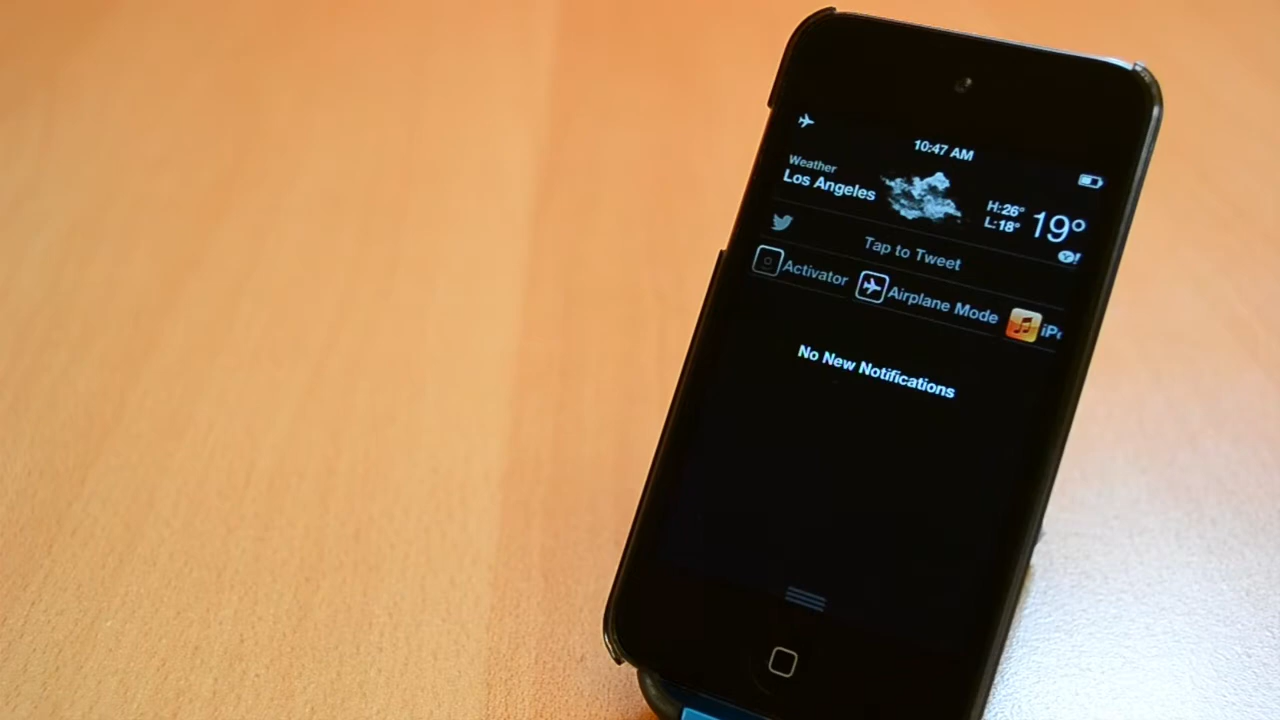 10:47 AM
Weather
Los Angeles
H:26°
L:18°
19°
Y!
Tap to Tweet
Activator
Airplane Mode
No New Notifications